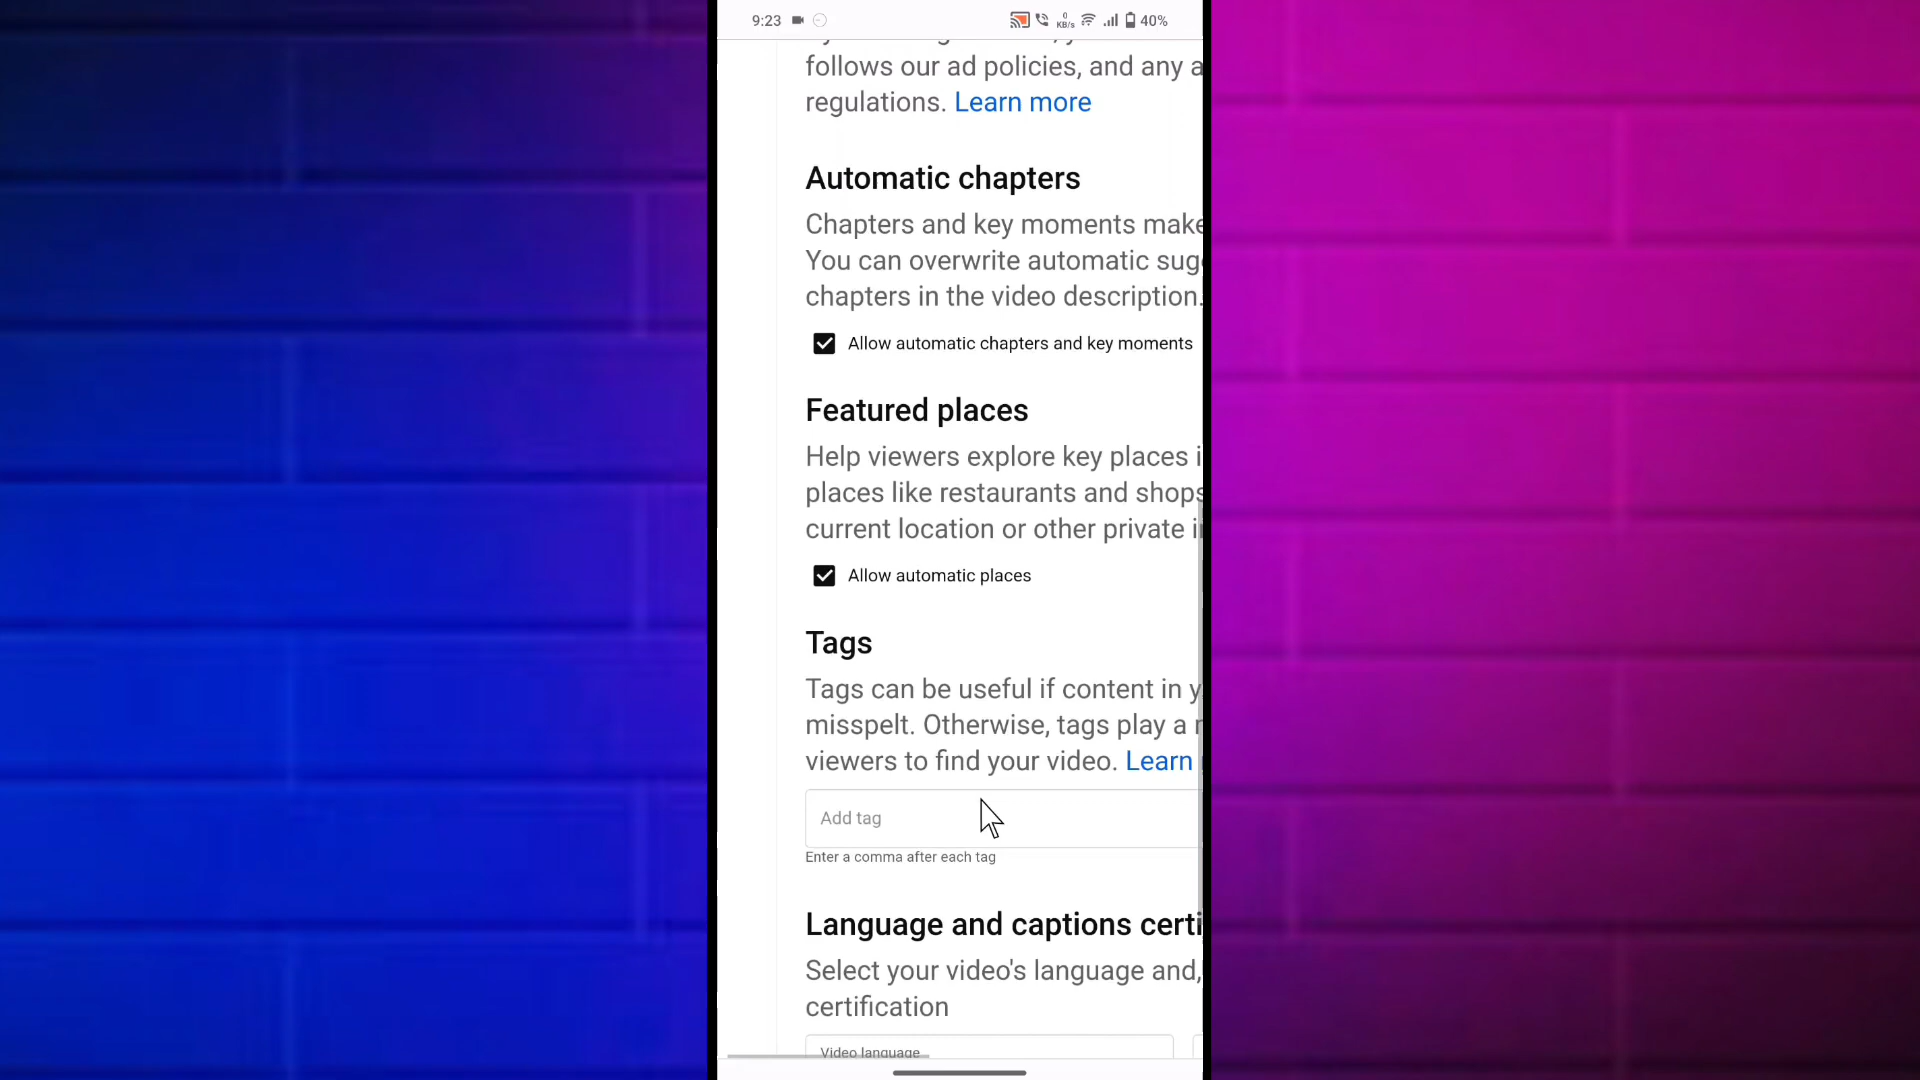 9:23
0
KB/s
40%
follows our ad policies, and any a
regulations. Learn more
Automatic chapters
Chapters and key moments make
You can overwrite automatic sug
chapters in the video description.
Allow automatic chapters and key moments
Featured places
Help viewers explore key places i
places like restaurants and shops
current location or other private i
Allow automatic places
Tags
Tags can be useful if content in y
misspelt. Otherwise, tags play a
viewers to find your video. Learn
Add tag
Enter a comma after each tag
Language and captions certi
Select your video's language and,
certification
Video language